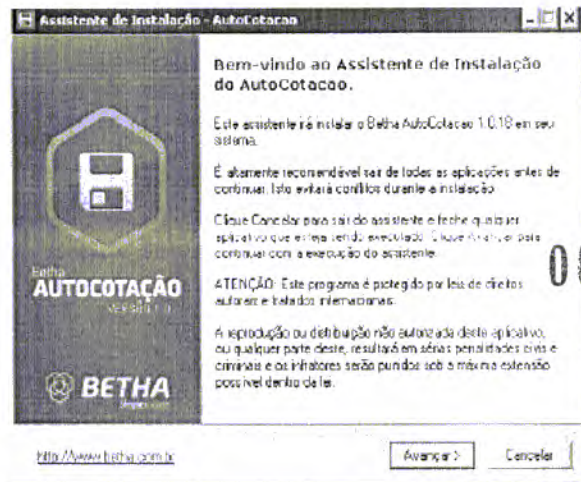 Assistente de Instalação - AutoCotacao
Bem-vindo ao Assistente de Instalação
do AutoCotacao.
Este assistente irá instalar o Betha AutoCotacao 1.0.18 em seu
sistema.
É altamente recomendável sair de todas as aplicações antes de
continuar. Isto evitará conflitos durante a instalação
Clique Cancelar para sair do assistente e feche qualquer
aplicativo que esteja sendo executado. Clique Avançar para
continuar com a execução do assistente.
ATENÇÃO: Este programa é protegido por leis de direitos
autorais e tratados internacionais.
A reprodução ou distribuição não autorizada deste aplicativo,
ou qualquer parte deste, resultará em sérias penalidades civis e
criminais e os infratores serão punidos sob a máxima extensão
possível dentro da lei.
Betha
AUTOCOTAÇÃO
BETHA
http://www.betha.com.br
Avançar >
Cancelar